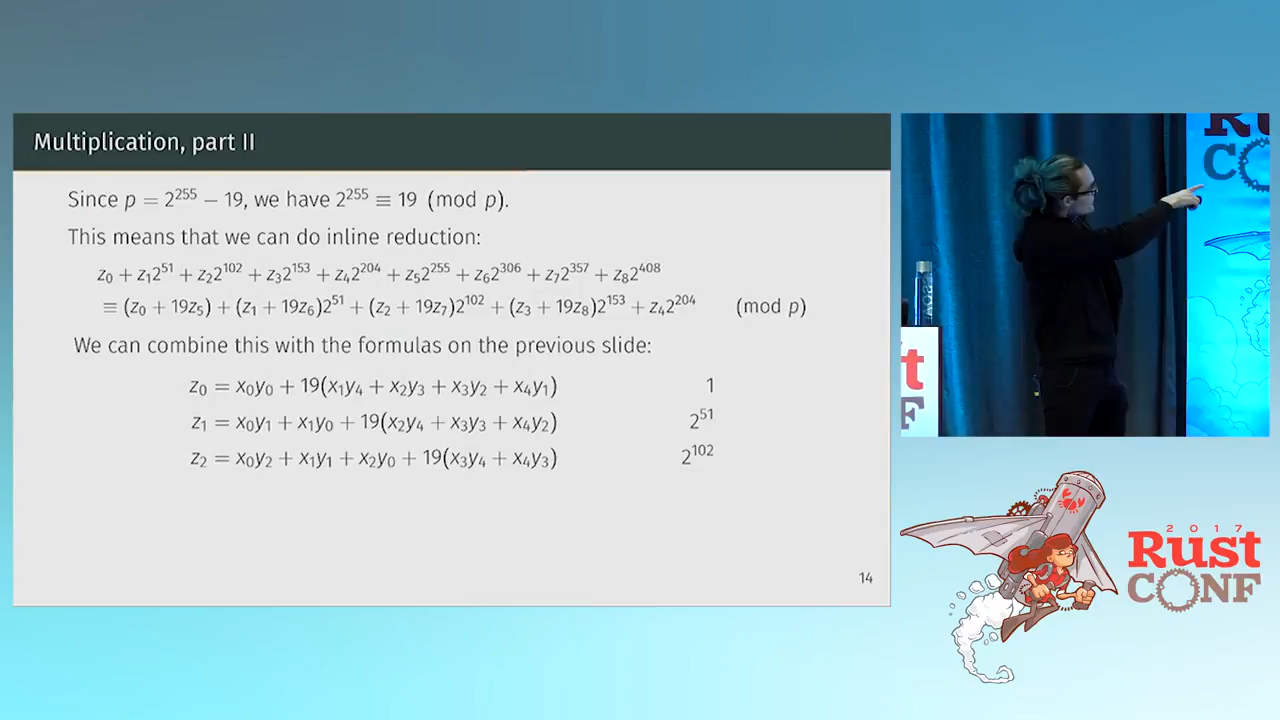 Multiplication, part II
Since p = 2²⁵⁵ − 19, we have 2²⁵⁵ ≡ 19 (mod p).
This means that we can do inline reduction:
z₀ + z₁2⁵¹ + z₂2¹⁰² + z₃2¹⁵³ + z₄2²⁰⁴ + z₅2²⁵⁵ + z₆2³⁰⁶ + z₇2³⁵⁷ + z₈2⁴⁰⁸
≡ (z₀ + 19z₅) + (z₁ + 19z₆)2⁵¹ + (z₂ + 19z₇)2¹⁰² + (z₃ + 19z₈)2¹⁵³ + z₄2²⁰⁴ (mod p)
We can combine this with the formulas on the previous slide:
z₀ = x₀y₀ + 19(x₁y₄ + x₂y₃ + x₃y₂ + x₄y₁) 1
z₁ = x₀y₁ + x₁y₀ + 19(x₂y₄ + x₃y₃ + x₄y₂) 2⁵¹
z₂ = x₀y₂ + x₁y₁ + x₂y₀ + 19(x₃y₄ + x₄y₃) 2¹⁰²
14
2017
Rust
CONF